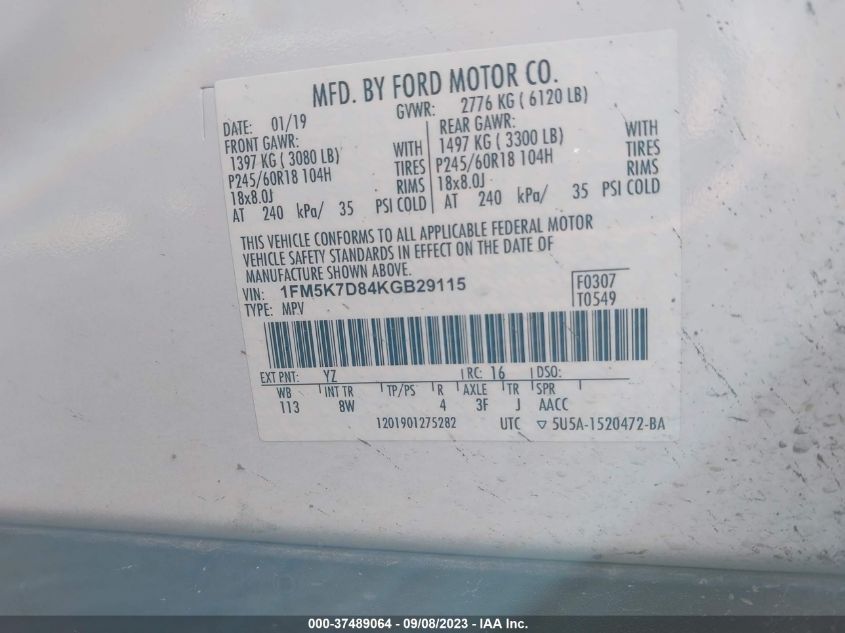 MFD. BY FORD MOTOR CO.
DATE: 01/19 GVWR: 2776 KG ( 6120 LB)
FRONT GAWR: REAR GAWR:
1397 KG ( 3080 LB) WITH 1497 KG ( 3300 LB) WITH
P245/60R18 104H TIRES P245/60R18 104H TIRES
18x8.0J RIMS 18x8.0J RIMS
AT 240 kPa/ 35 PSI COLD AT 240 kPa/ 35 PSI COLD
THIS VEHICLE CONFORMS TO ALL APPLICABLE FEDERAL MOTOR
VEHICLE SAFETY STANDARDS IN EFFECT ON THE DATE OF
MANUFACTURE SHOWN ABOVE.
VIN: 1FM5K7D84KGB29115 F0307
TYPE: MPV T0549
EXT PNT: YZ RC: 16 DSO:
WB INT TR TP/PS R AXLE TR SPR
113 8W 4 3F J AACC
1201901275282 UTC ▽ 5U5A-1520472-BA
000-37489064 - 09/08/2023 - IAA Inc.